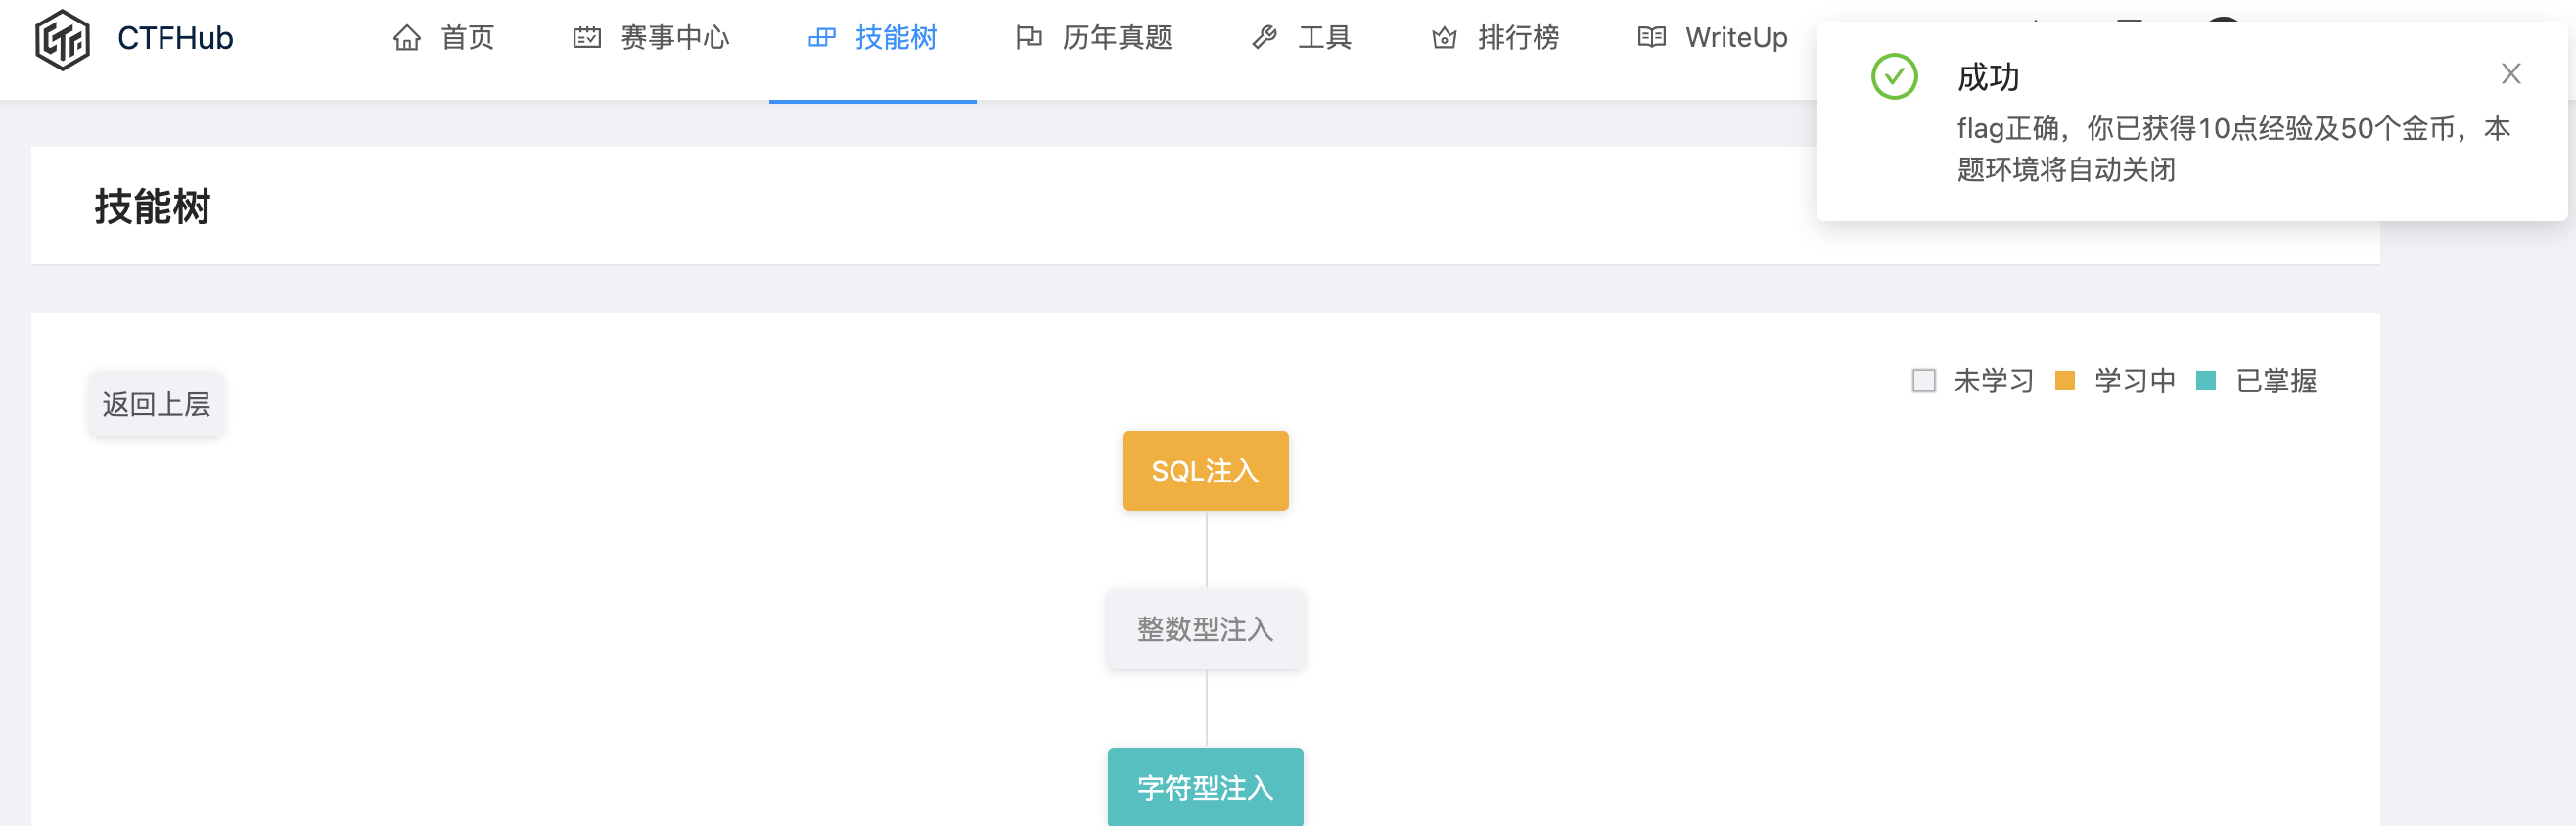 CTFHub 首页 赛事中心 技能树 历年真题 工具 排行榜 WriteUp
成功
flag正确，你已获得10点经验及50个金币，本
题环境将自动关闭
技能树
返回上层
未学习 学习中 已掌握
SQL注入
整数型注入
字符型注入